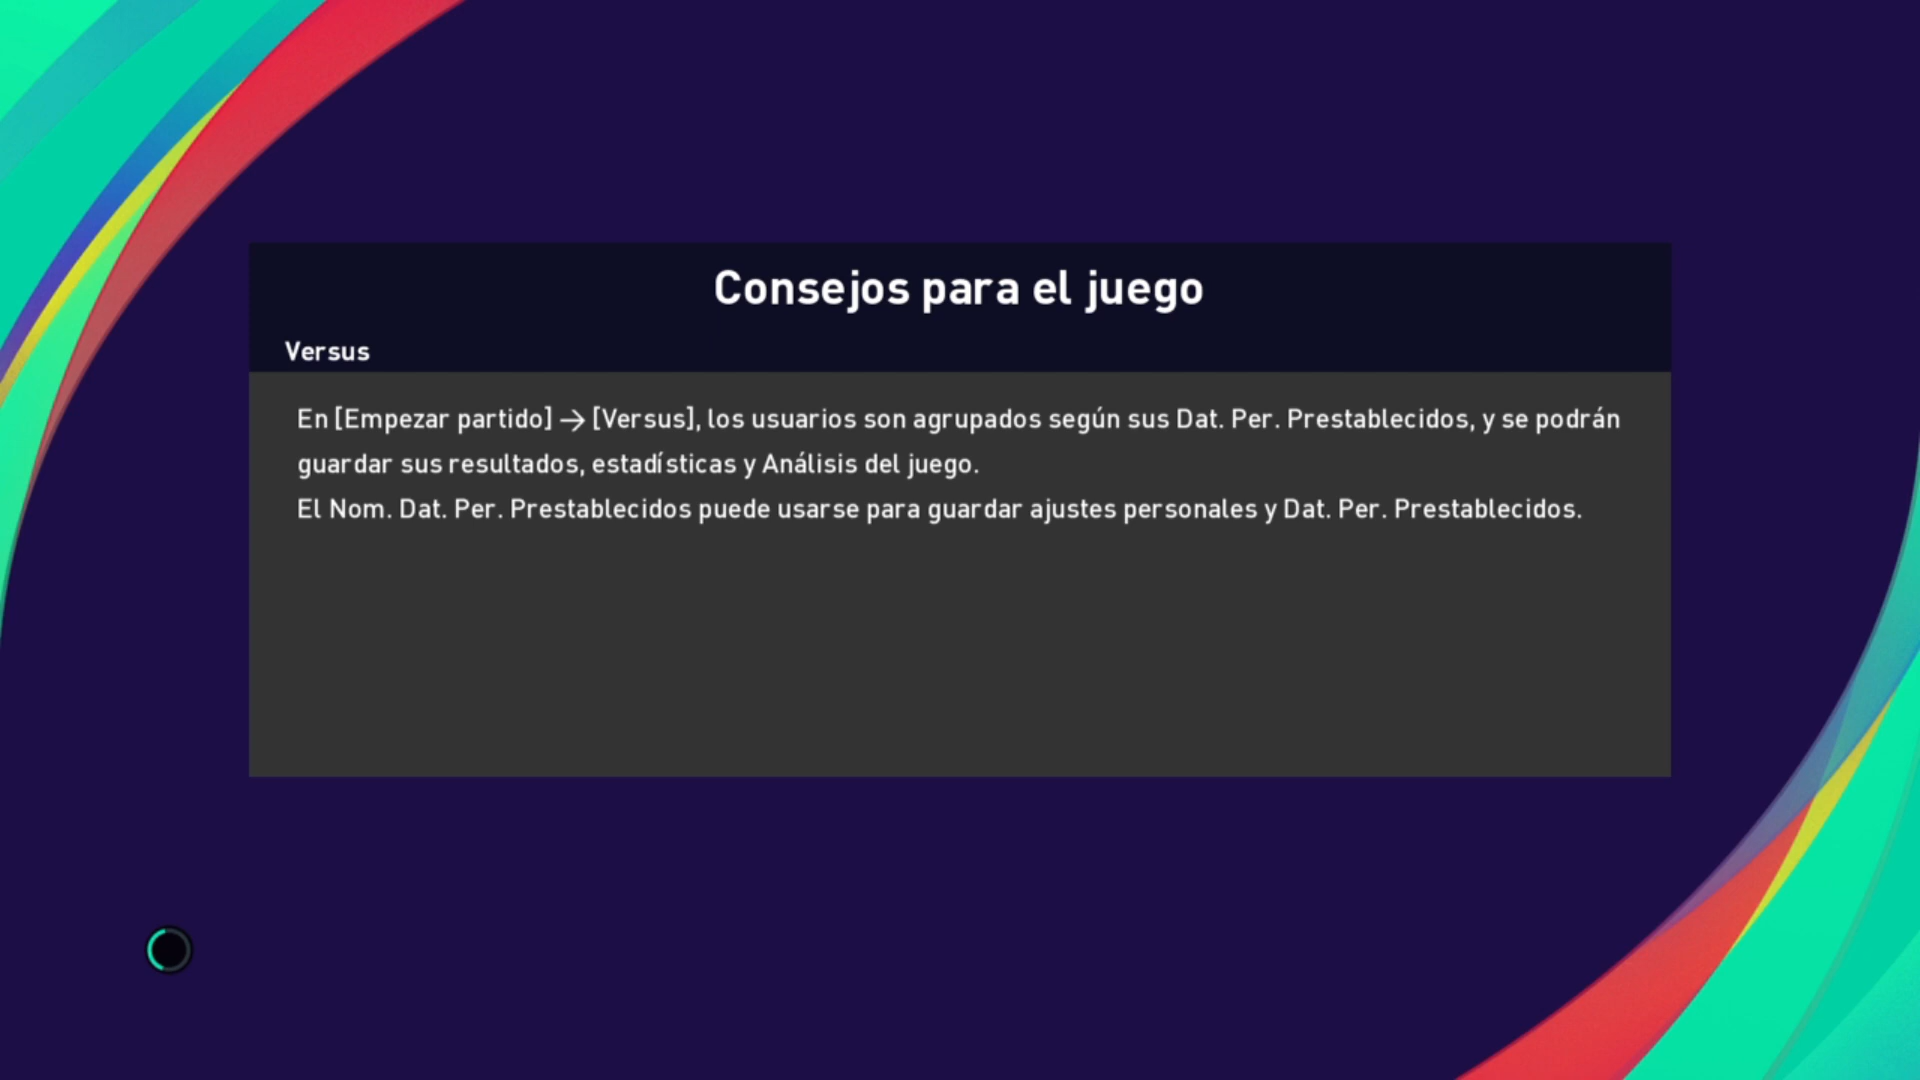 Consejos para el juego
Versus
En [Empezar partido] → [Versus], los usuarios son agrupados según sus Dat. Per. Prestablecidos, y se podrán
guardar sus resultados, estadísticas y Análisis del juego.
El Nom. Dat. Per. Prestablecidos puede usarse para guardar ajustes personales y Dat. Per. Prestablecidos.